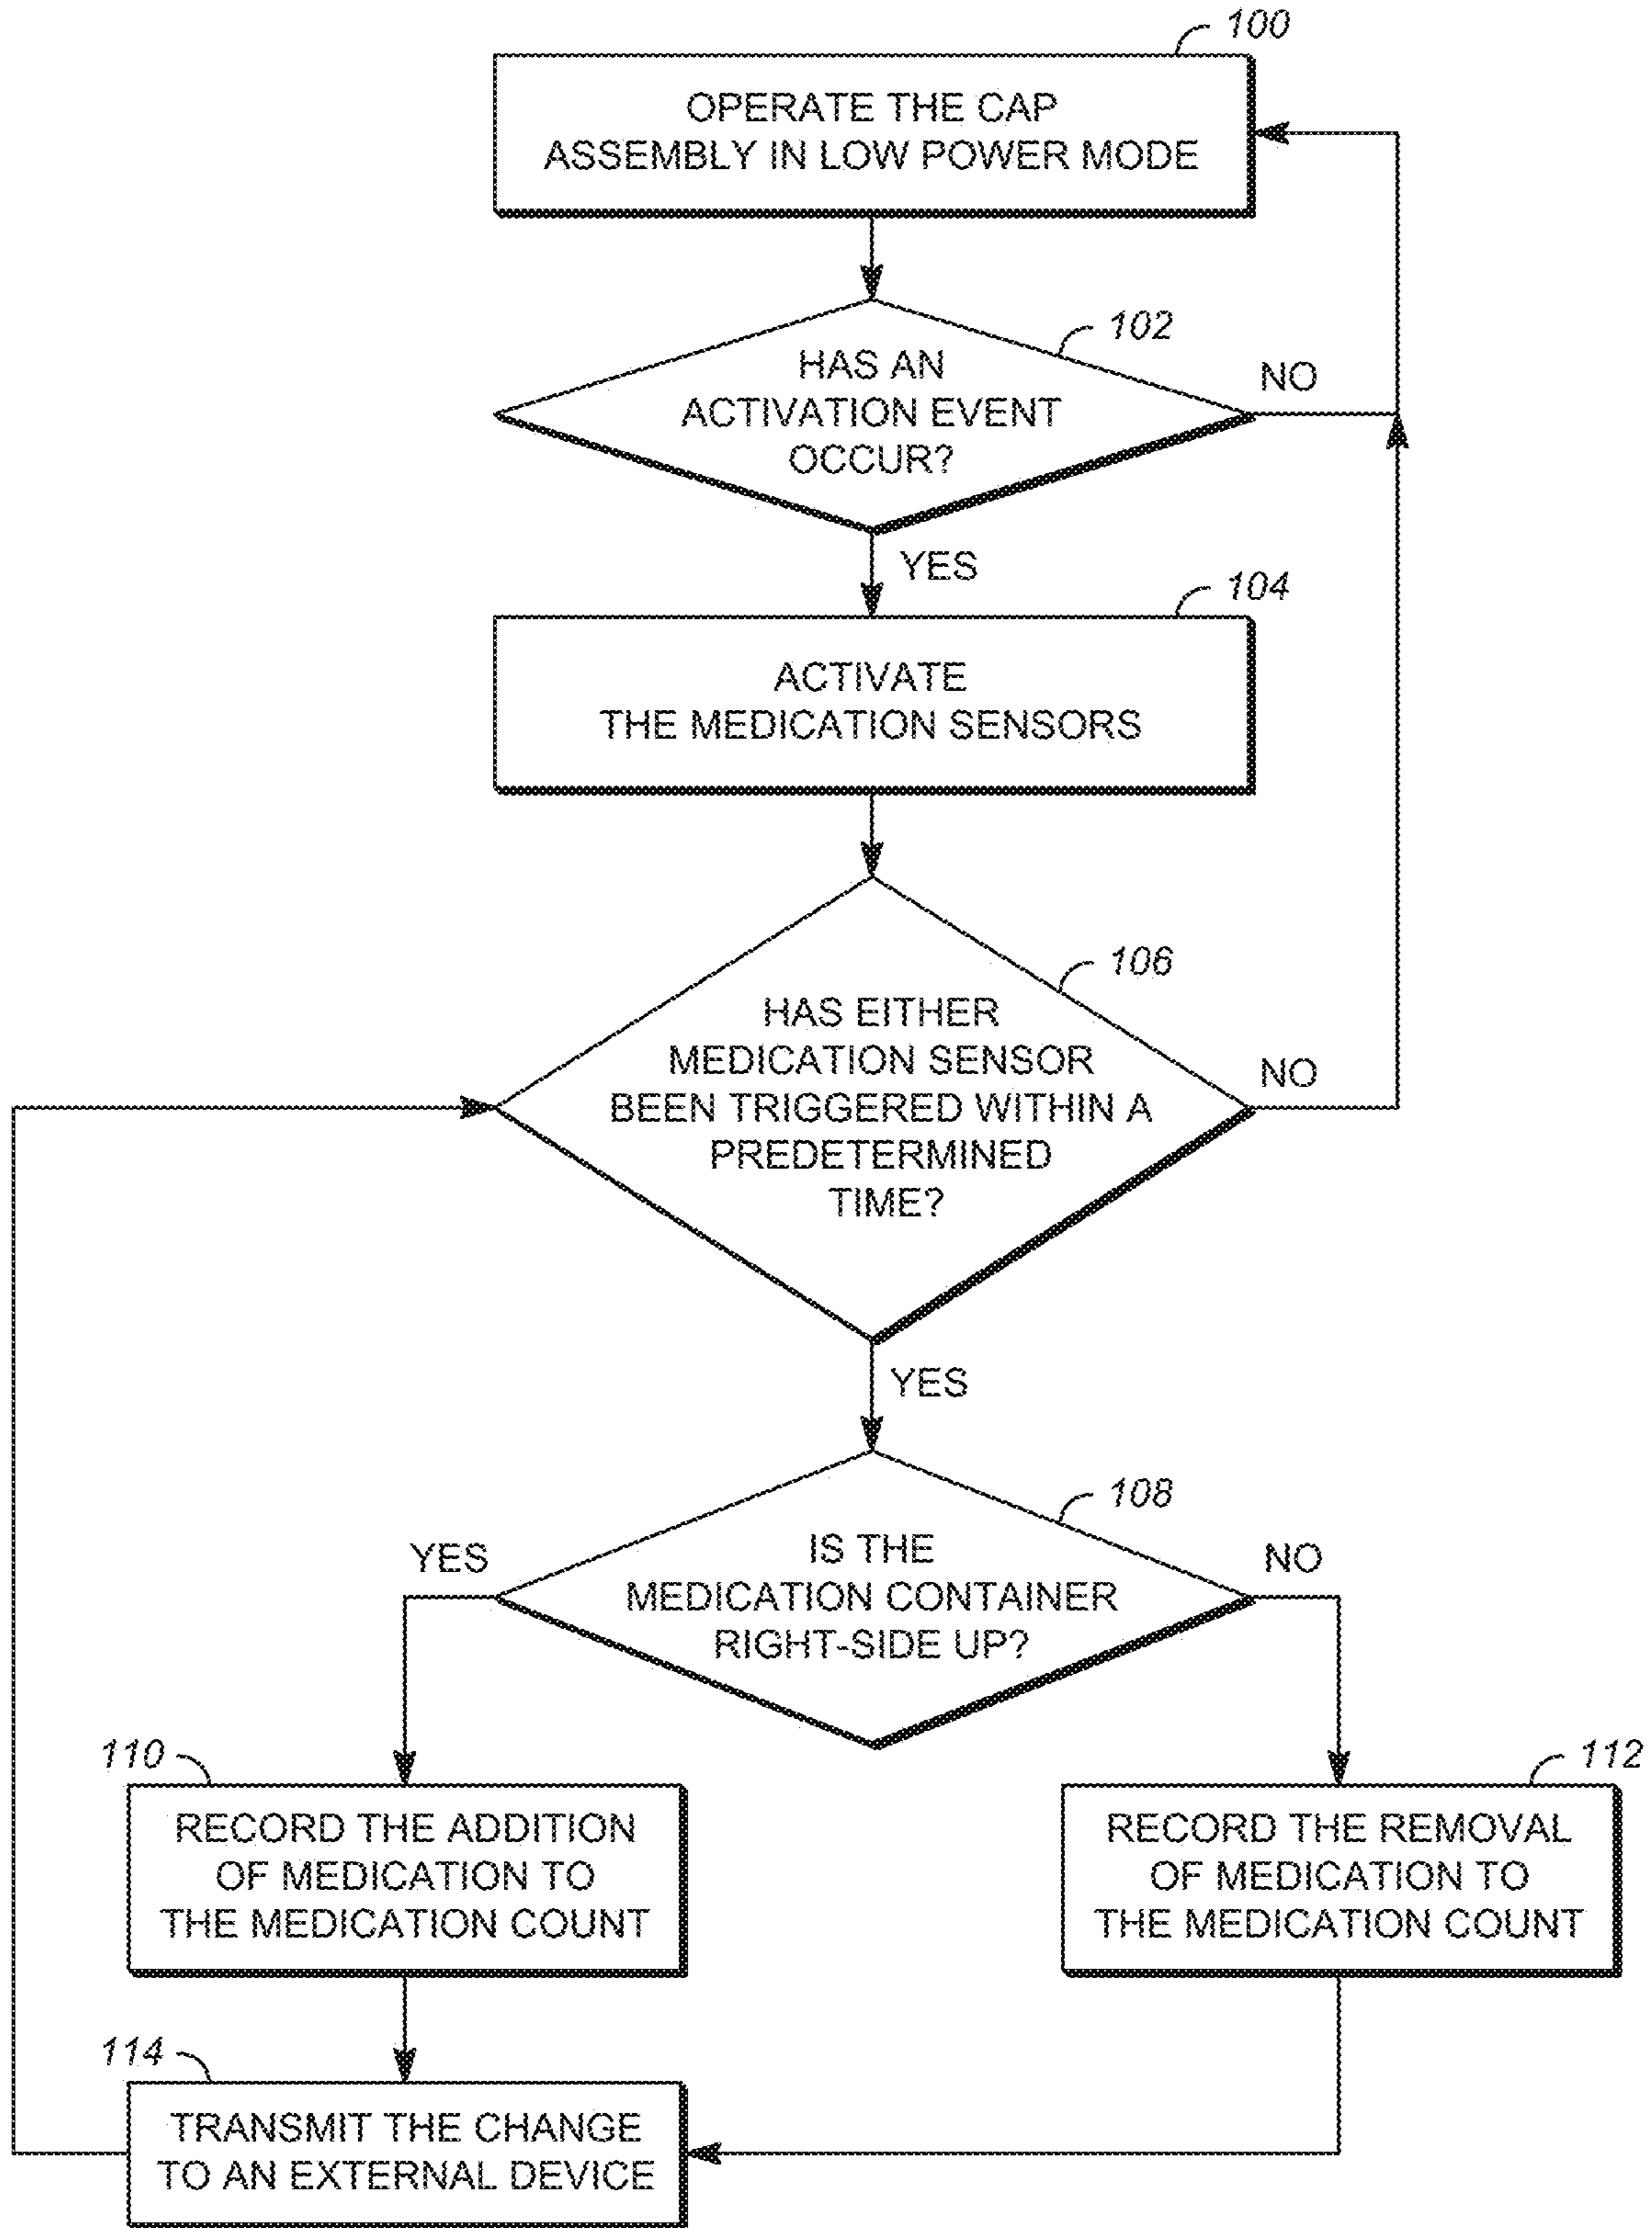 100
OPERATE THE CAP
ASSEMBLY IN LOW POWER MODE
102
HAS AN
ACTIVATION EVENT
OCCUR?
NO
YES
104
ACTIVATE
THE MEDICATION SENSORS
106
HAS EITHER
MEDICATION SENSOR
BEEN TRIGGERED WITHIN A
PREDETERMINED
TIME?
NO
YES
108
IS THE
MEDICATION CONTAINER
RIGHT-SIDE UP?
YES
NO
110
RECORD THE ADDITION
OF MEDICATION TO
THE MEDICATION COUNT
112
RECORD THE REMOVAL
OF MEDICATION TO
THE MEDICATION COUNT
114
TRANSMIT THE CHANGE
TO AN EXTERNAL DEVICE